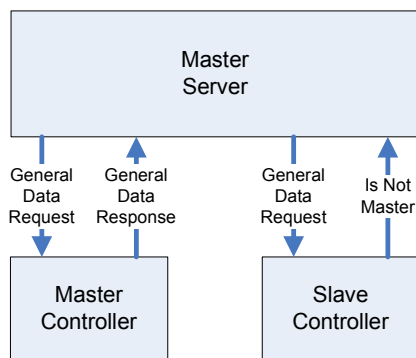 Master
Server
General
Data
Request
General
Data
Response
General
Data
Request
Is Not
Master
Master
Controller
Slave
Controller